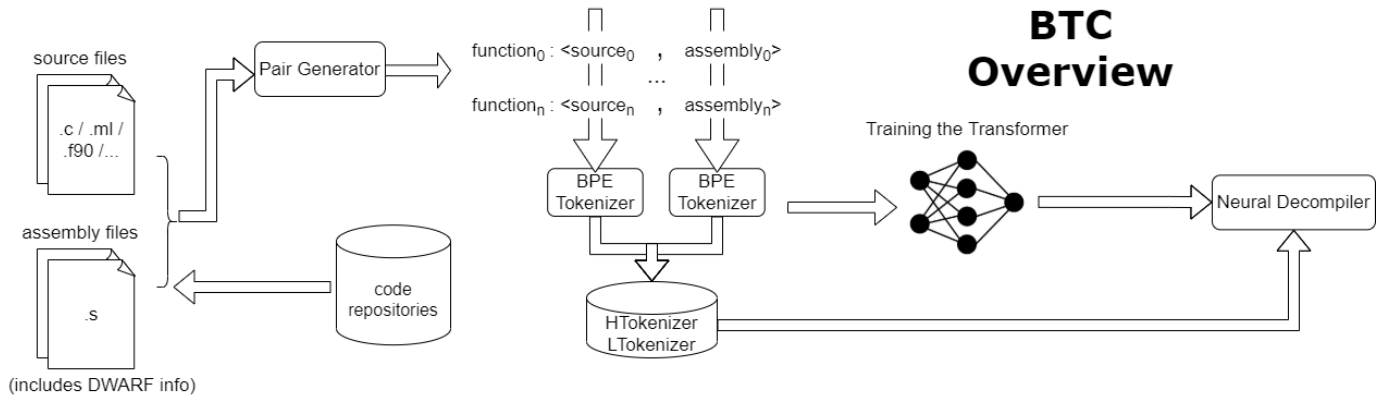 BTC
Overview
source files
.c / .ml /
.f90 /...
assembly files
.s
(includes DWARF info)
code
repositories
Pair Generator
function0 : <source0 , assembly0>
...
functionn : <sourcen , assemblyn>
BPE
Tokenizer
BPE
Tokenizer
HTokenizer
LTokenizer
Training the Transformer
Neural Decompiler